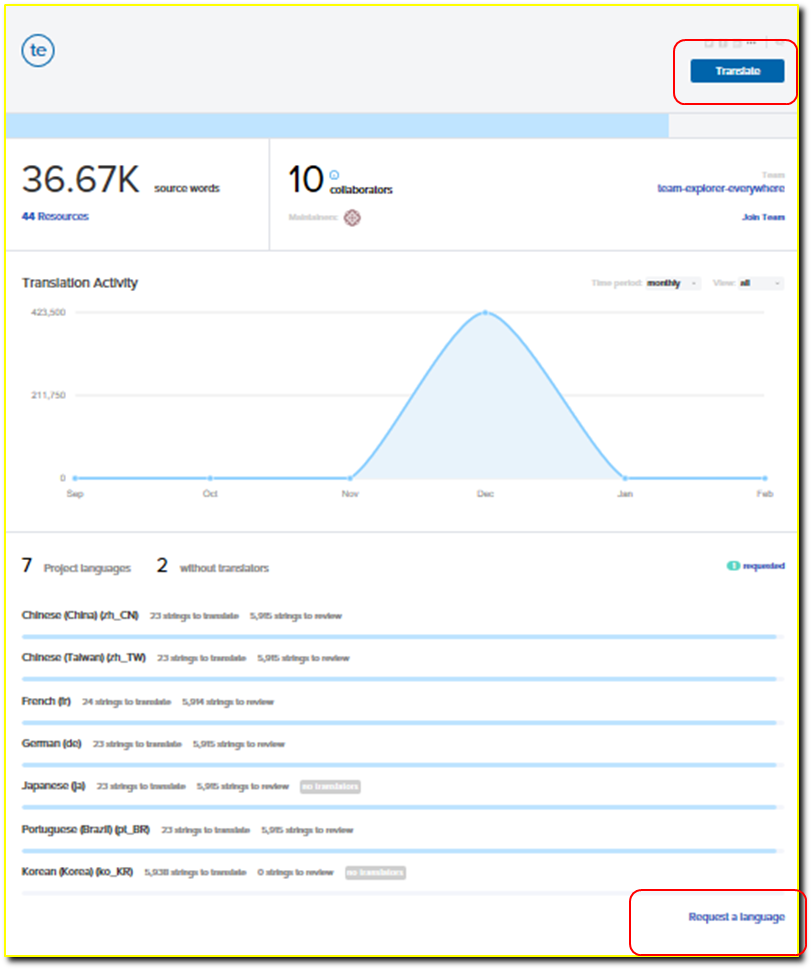 te
Translate
36.67K source words
44 Resources
10 collaborators
Maintainers:
Team
team-explorer-everywhere
Join Team
Translation Activity
Time period: monthly View: all
423,500
211,750
0
Sep Oct Nov Dec Jan Feb
7 Project languages 2 without translators
1 requested
Chinese (China) (zh_CN) 23 strings to translate 5,915 strings to review
Chinese (Taiwan) (zh_TW) 23 strings to translate 5,915 strings to review
French (fr) 24 strings to translate 5,914 strings to review
German (de) 23 strings to translate 5,915 strings to review
Japanese (ja) 23 strings to translate 5,915 strings to review no translators
Portuguese (Brazil) (pt_BR) 23 strings to translate 5,915 strings to review
Korean (Korea) (ko_KR) 5,938 strings to translate 0 strings to review no translators
Request a language